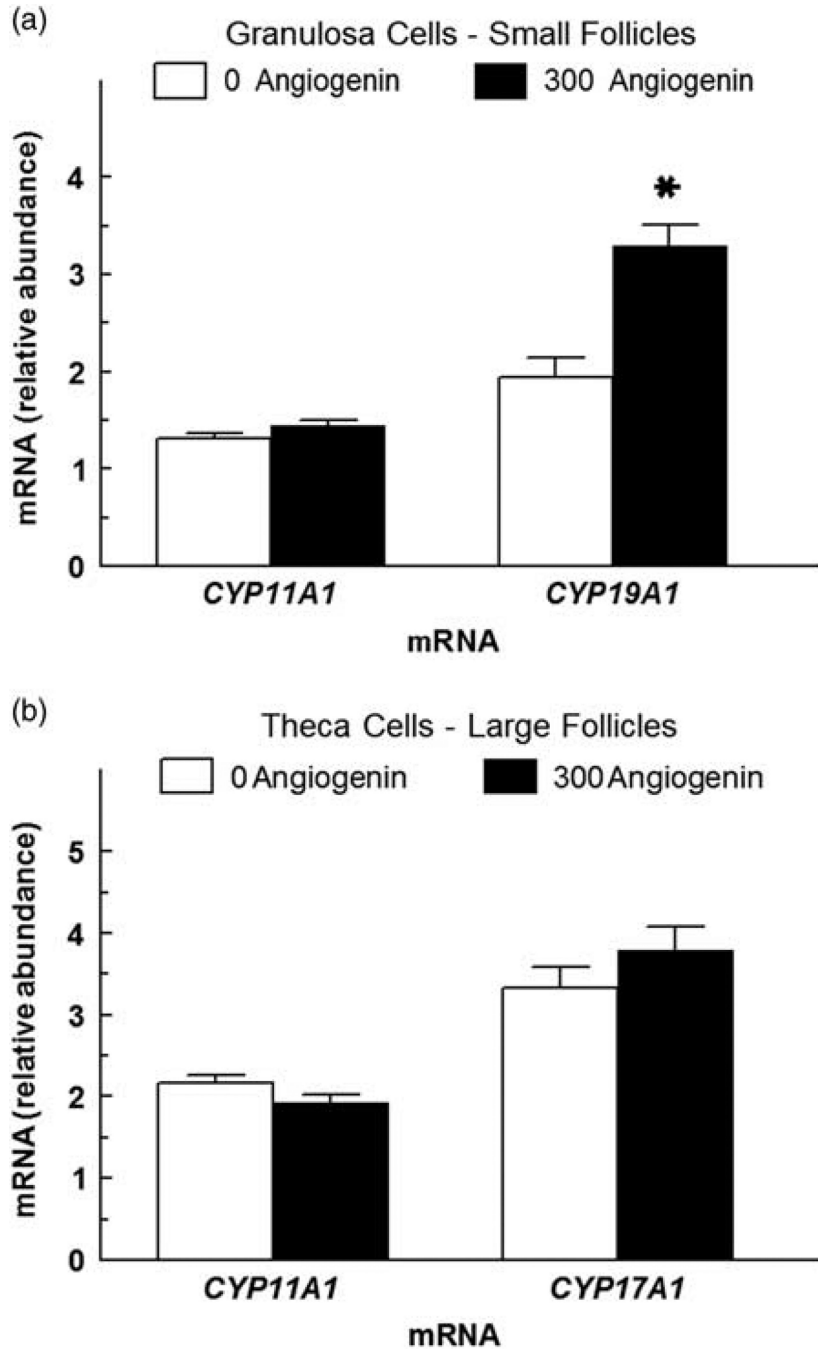 (a)
Granulosa Cells - Small Follicles
0 Angiogenin 300 Angiogenin
mRNA (relative abundance)
4
3
2
1
0
*
CYP11A1 CYP19A1
mRNA
(b)
Theca Cells - Large Follicles
0 Angiogenin 300 Angiogenin
mRNA (relative abundance)
5
4
3
2
1
0
CYP11A1 CYP17A1
mRNA